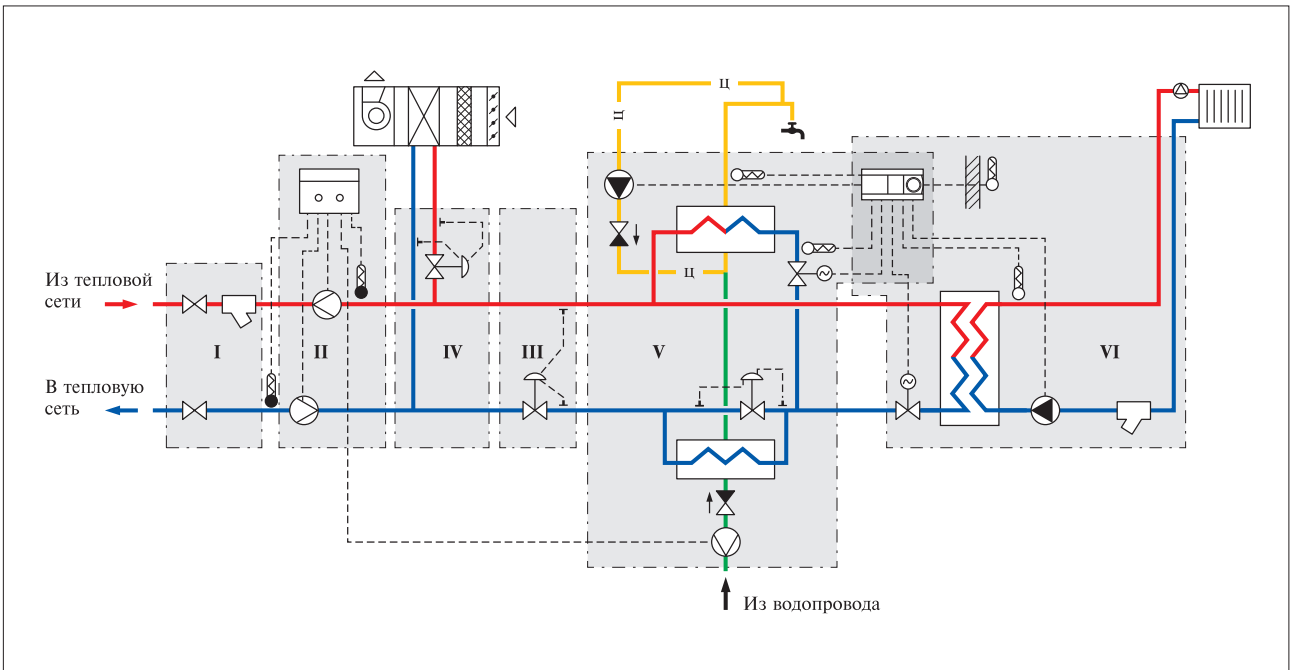 Ц
Ц
Из тепловой
сети
Ц
I
II
IV
III
V
VI
В тепловую
сеть
Из водопровода